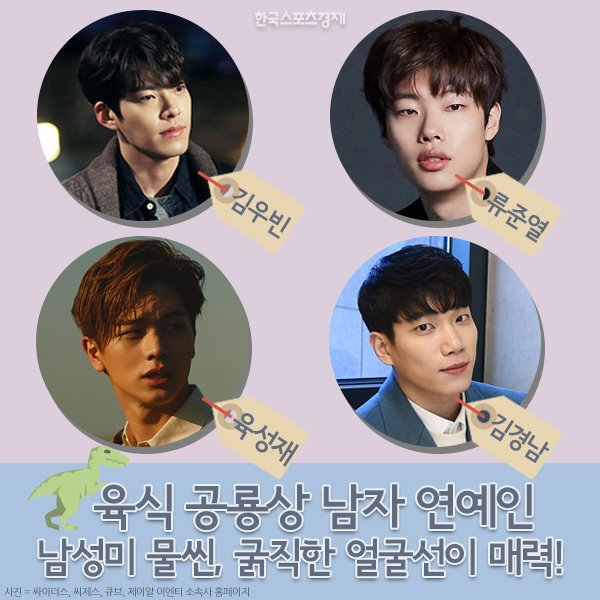 한국스포츠경제
김우빈
류준열
육성재
김경남
육식 공룡상 남자 연예인
남성미 물씬, 굵직한 얼굴선이 매력!
사진 = 싸이더스, 씨제스, 큐브, 제이알 이엔티 소속사 홈페이지